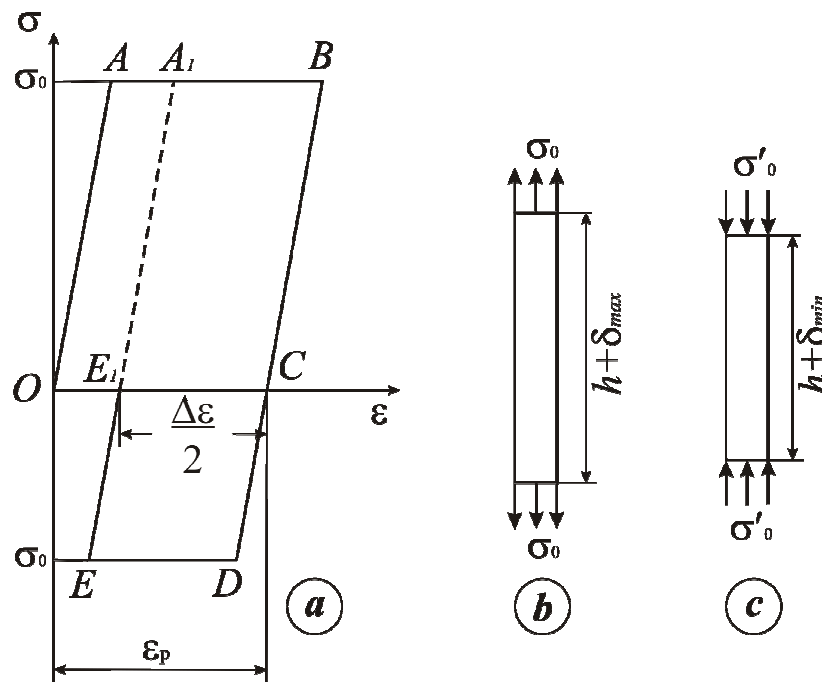 σ
A A₁ B
σ₀
O E₁ C
ε
Δε
2
σ₀
E D
εₚ
a
σ₀
h+δmax
σ₀
b
σ'₀
h+δmin
σ'₀
c